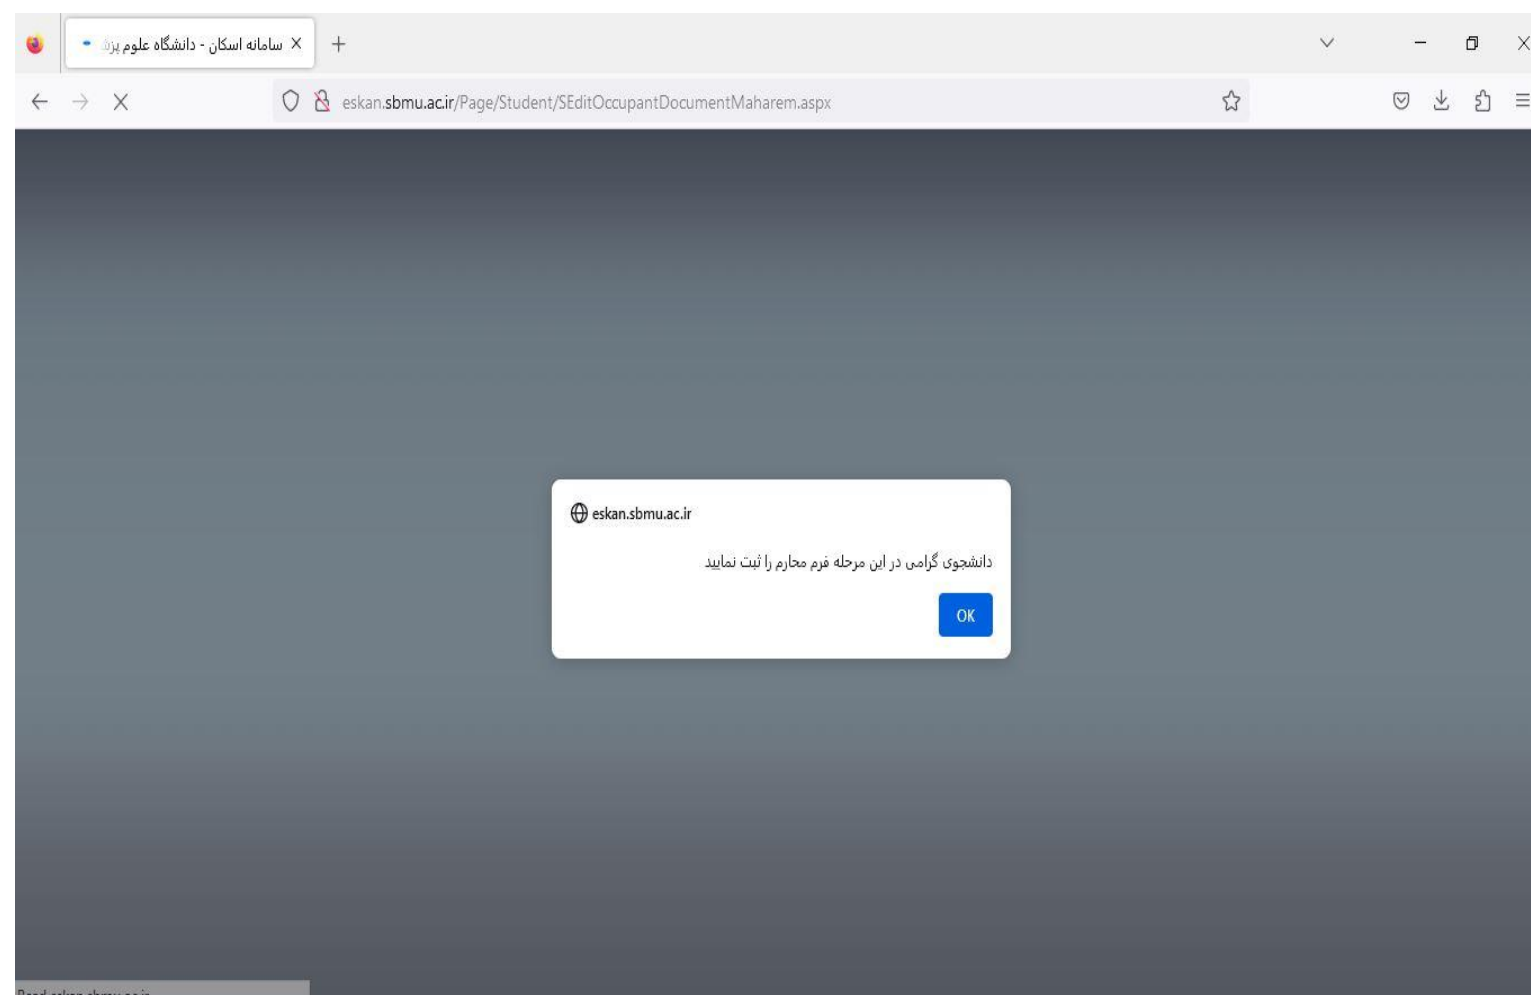 سامانه اسکان - دانشگاه علوم
eskan.sbmu.ac.ir/Page/Student/SEditOccupantDocumentMaharem.aspx
eskan.sbmu.ac.ir
دانشجوی گرامی در این مرحله فرم محارم را ثبت نمایید
OK